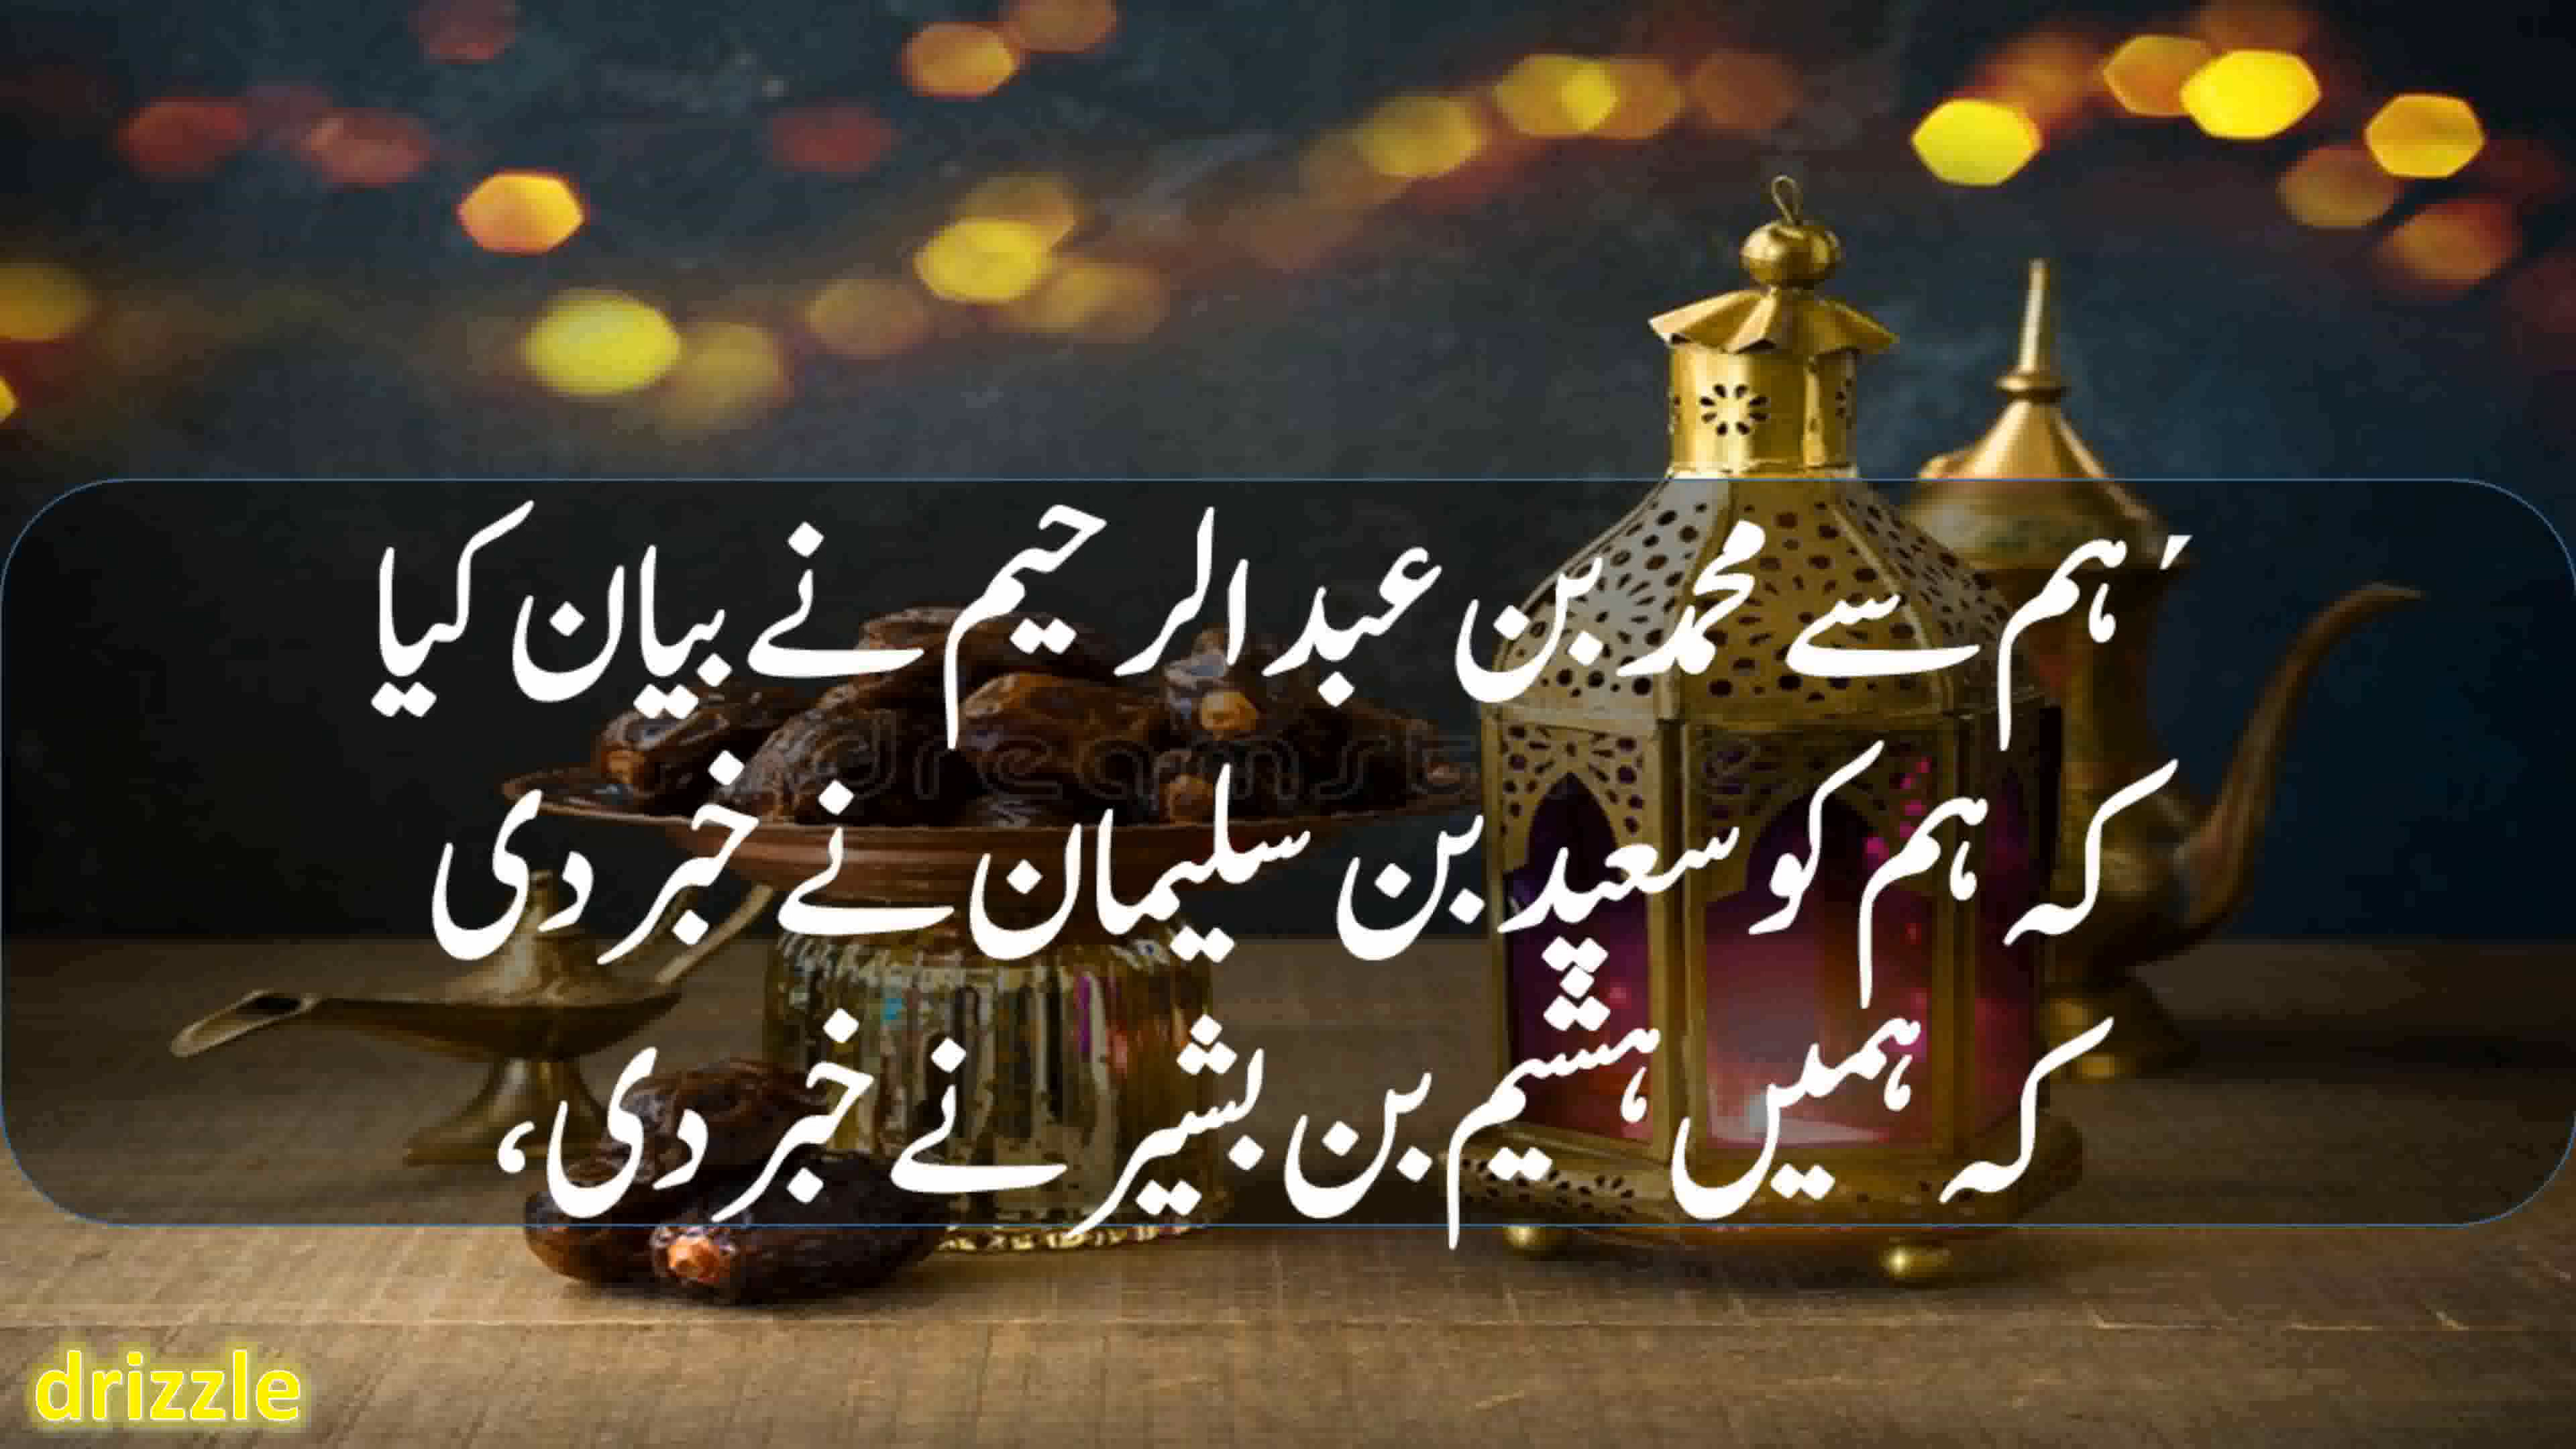 ’ہم سے محمد بن عبدالرحیم نے بیان کیا
کہ ہم کو سعید بن سلیمان نے خبر دی
کہ ہمیں ہشیم بن بشیر نے خبر دی،
drizzle